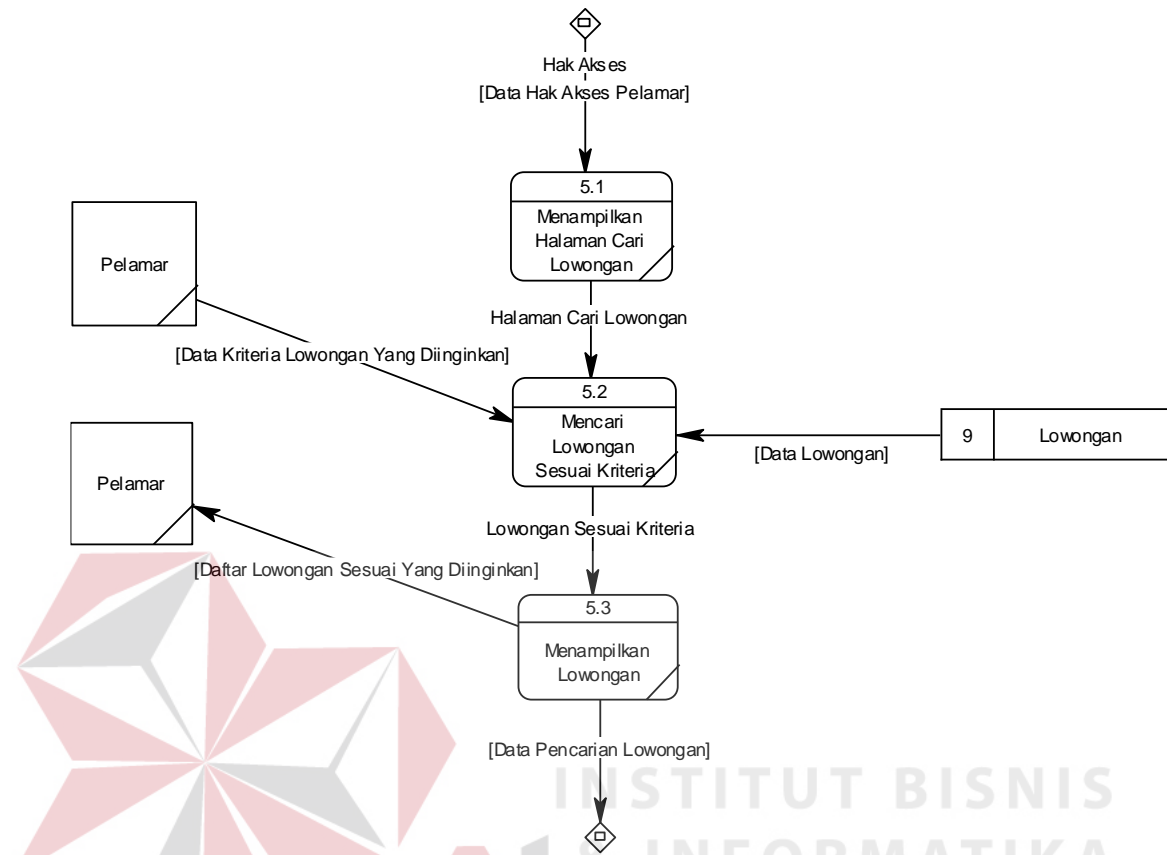 Hak Akses
[Data Hak Akses Pelamar]
5.1
Menampilkan
Halaman Cari
Lowongan
Pelamar
Halaman Cari Lowongan
[Data Kriteria Lowongan Yang Diinginkan]
5.2
Mencari
Lowongan
Sesuai Kriteria
[Data Lowongan]
9
Lowongan
Pelamar
Lowongan Sesuai Kriteria
[Daftar Lowongan Sesuai Yang Diinginkan]
5.3
Menampilkan
Lowongan
[Data Pencarian Lowongan]
INSTITUT BISNIS
& INFORMATIKA